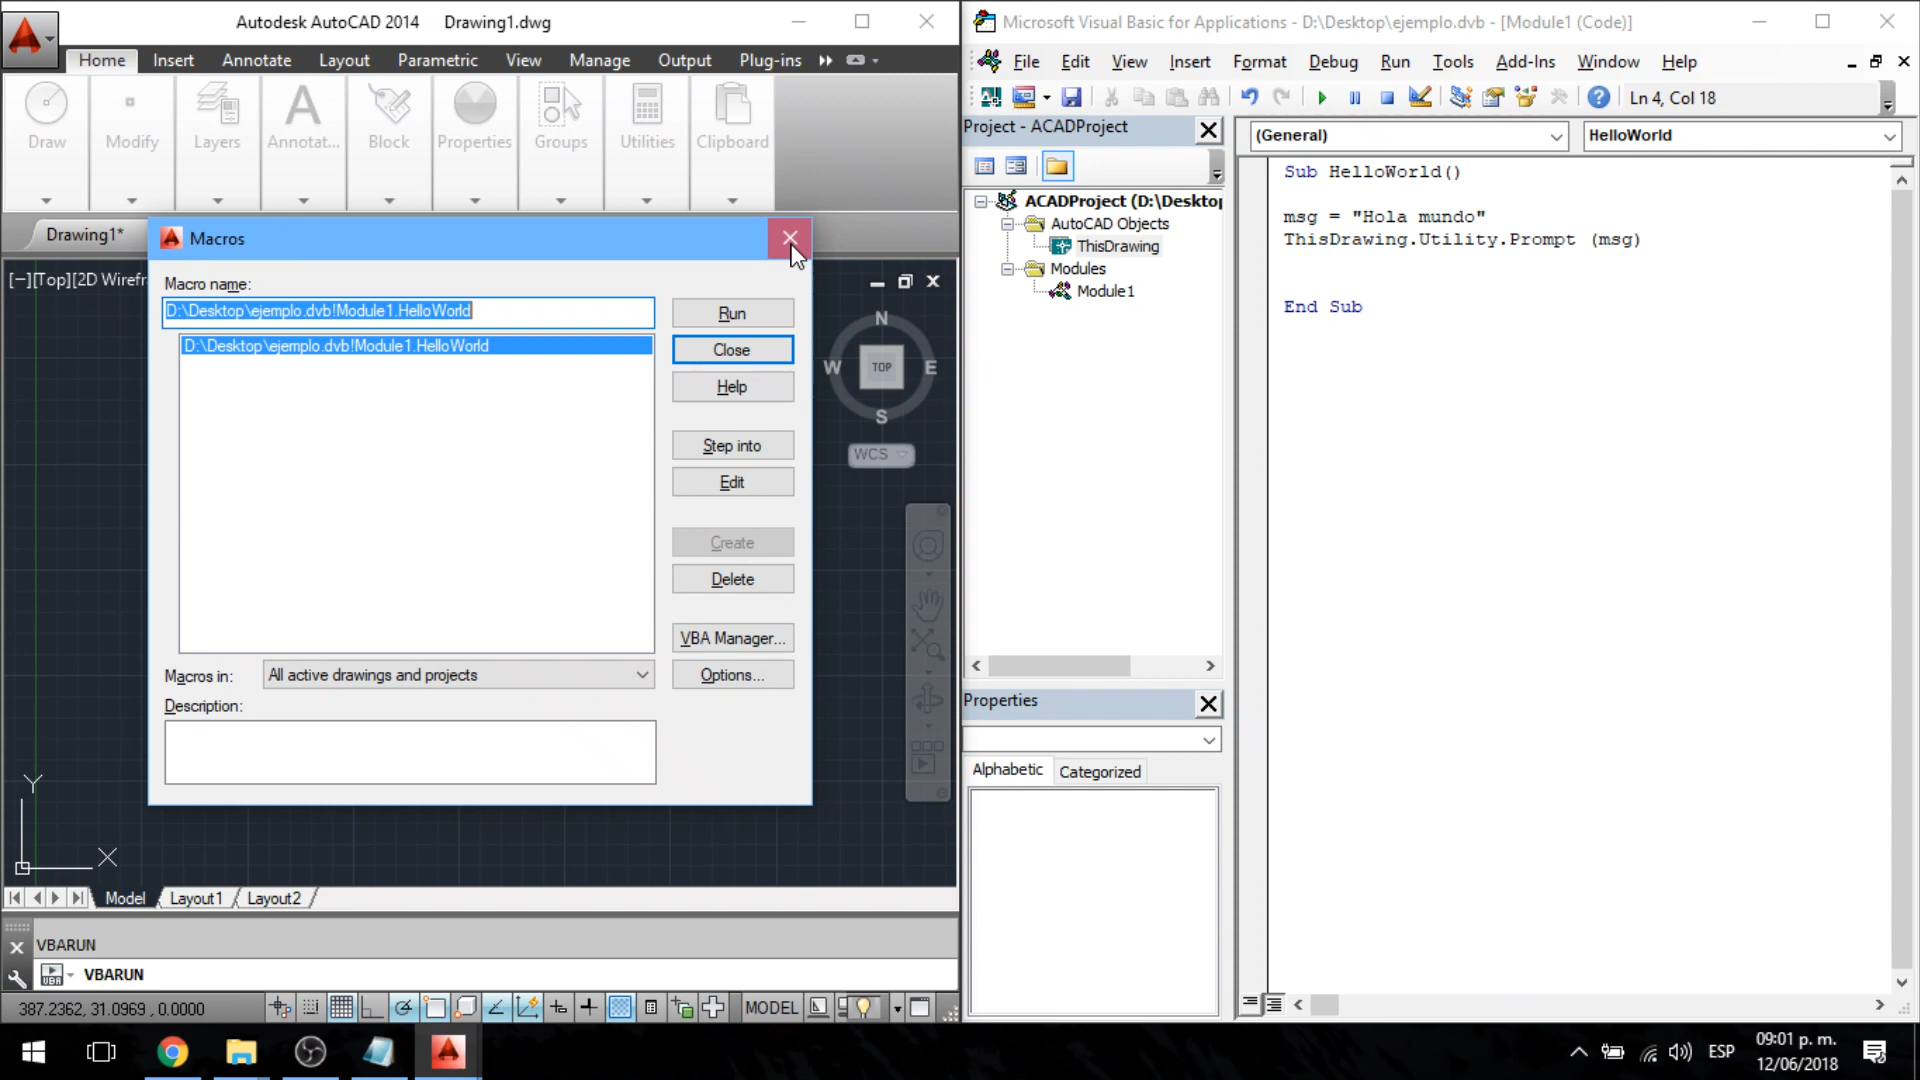 Autodesk AutoCAD 2014 Drawing1.dwg
Home Insert Annotate Layout Parametric View Manage Output Plug-ins
Draw Modify Layers Annotat... Block Properties Groups Utilities Clipboard
Drawing1*
[−][Top][2D Wirefr
Macros
Macro name:
D:\Desktop\ejemplo.dvb!Module1.HelloWorld
D:\Desktop\ejemplo.dvb!Module1.HelloWorld
Run
Close
Help
Step into
Edit
Create
Delete
VBA Manager...
Options...
Macros in: All active drawings and projects
Description:
N
W TOP E
S
WCS
Y
X
Model Layout1 Layout2
VBARUN
VBARUN
387.2362, 31.0969 , 0.0000
MODEL
Microsoft Visual Basic for Applications - D:\Desktop\ejemplo.dvb - [Module1 (Code)]
File Edit View Insert Format Debug Run Tools Add-Ins Window Help
Ln 4, Col 18
Project - ACADProject
ACADProject (D:\Deskto
AutoCAD Objects
ThisDrawing
Modules
Module1
Properties
Alphabetic Categorized
(General) HelloWorld
Sub HelloWorld()
msg = "Hola mundo"
ThisDrawing.Utility.Prompt (msg)
End Sub
ESP
09:01 p. m.
12/06/2018